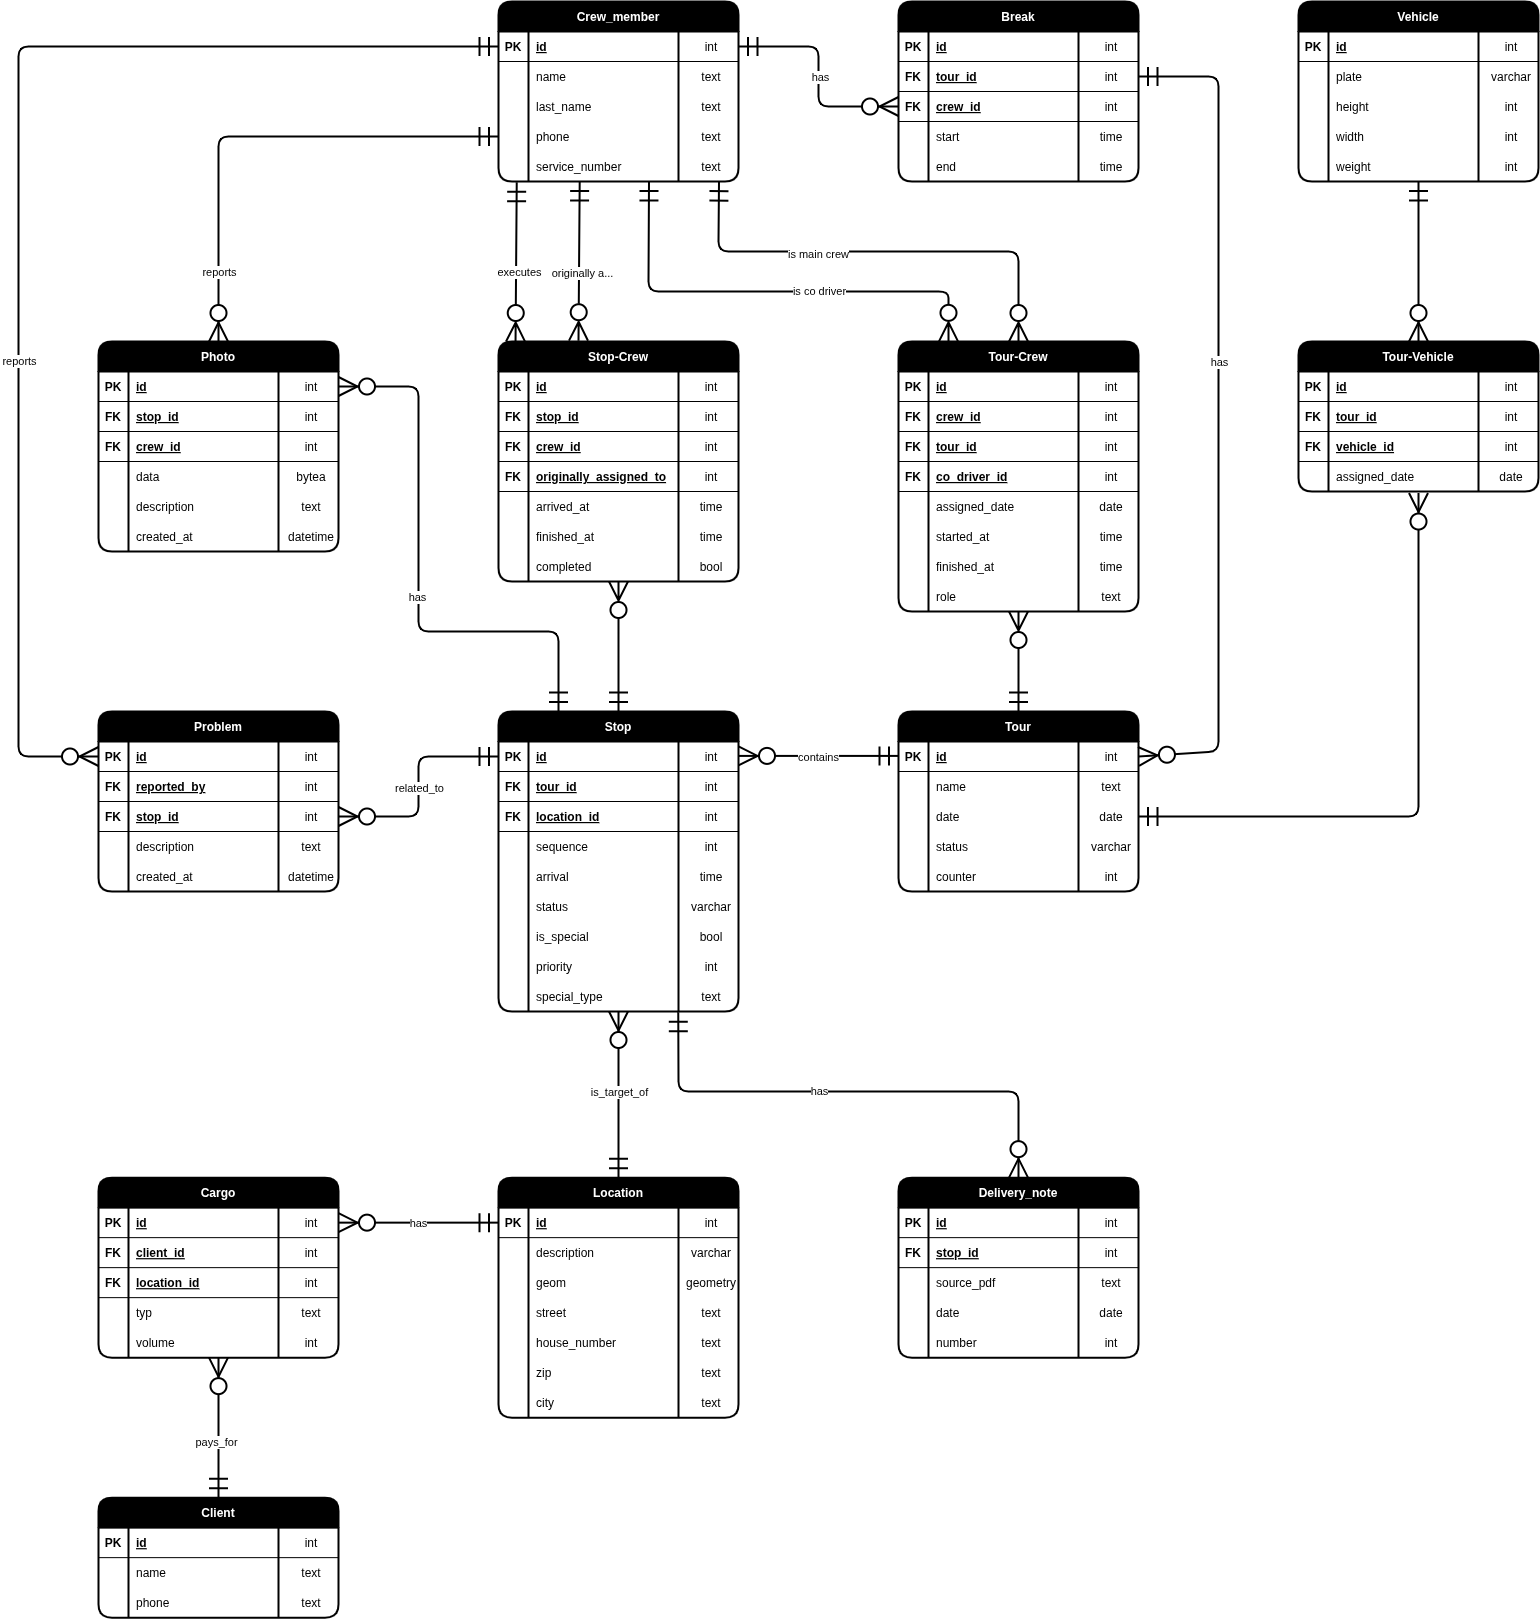 Crew_member
PK id int
name text
last_name text
phone text
service_number text
Break
PK id int
FK tour_id int
FK crew_id int
start time
end time
Vehicle
PK id int
plate varchar
height int
width int
weight int
has
reports
executes
originally a...
is main crew
is co driver
reports
has
Photo
PK id int
FK stop_id int
FK crew_id int
data bytea
description text
created_at datetime
Stop-Crew
PK id int
FK stop_id int
FK crew_id int
FK originally_assigned_to int
arrived_at time
finished_at time
completed bool
Tour-Crew
PK id int
FK crew_id int
FK tour_id int
FK co_driver_id int
assigned_date date
started_at time
finished_at time
role text
Tour-Vehicle
PK id int
FK tour_id int
FK vehicle_id int
assigned_date date
has
Problem
PK id int
FK reported_by int
FK stop_id int
description text
created_at datetime
related_to
Stop
PK id int
FK tour_id int
FK location_id int
sequence int
arrival time
status varchar
is_special bool
priority int
special_type text
contains
Tour
PK id int
name text
date date
status varchar
counter int
is_target_of
has
Cargo
PK id int
FK client_id int
FK location_id int
typ text
volume int
has
Location
PK id int
description varchar
geom geometry
street text
house_number text
zip text
city text
Delivery_note
PK id int
FK stop_id int
source_pdf text
date date
number int
pays_for
Client
PK id int
name text
phone text